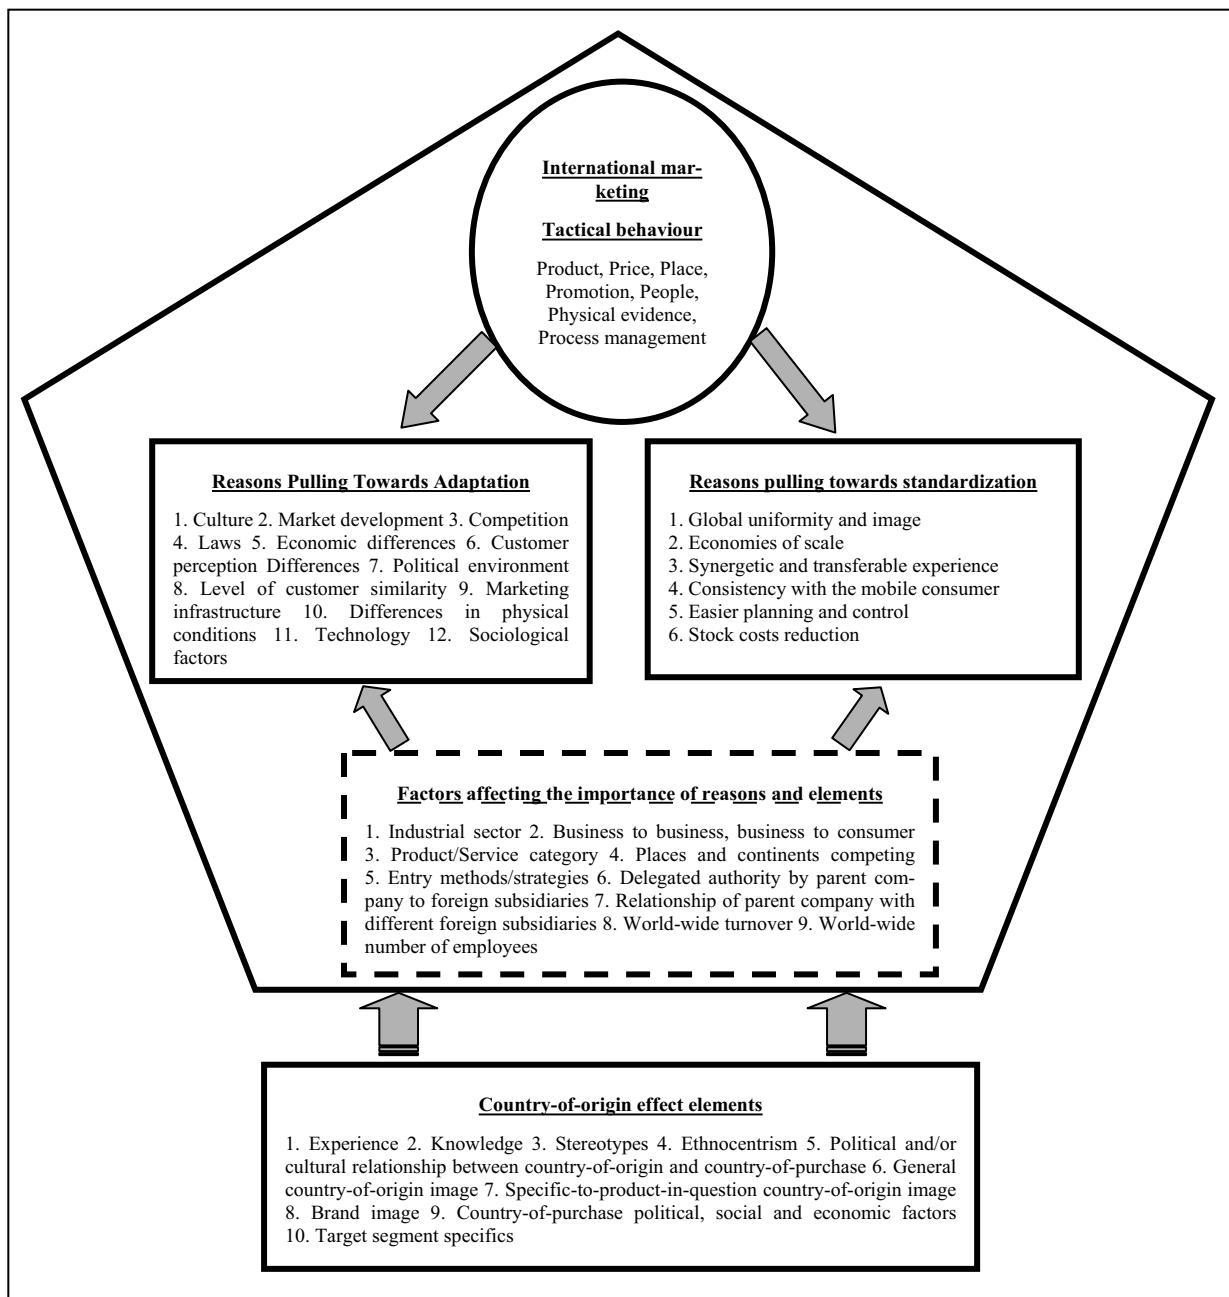 International mar-
keting
Tactical behaviour
Product, Price, Place,
Promotion, People,
Physical evidence,
Process management
Reasons Pulling Towards Adaptation
1. Culture 2. Market development 3. Competition
4. Laws 5. Economic differences 6. Customer
perception Differences 7. Political environment
8. Level of customer similarity 9. Marketing
infrastructure 10. Differences in physical
conditions 11. Technology 12. Sociological
factors
Reasons pulling towards standardization
1. Global uniformity and image
2. Economies of scale
3. Synergetic and transferable experience
4. Consistency with the mobile consumer
5. Easier planning and control
6. Stock costs reduction
Factors affecting the importance of reasons and elements
1. Industrial sector 2. Business to business, business to consumer
3. Product/Service category 4. Places and continents competing
5. Entry methods/strategies 6. Delegated authority by parent com-
pany to foreign subsidiaries 7. Relationship of parent company with
different foreign subsidiaries 8. World-wide turnover 9. World-wide
number of employees
Country-of-origin effect elements
1. Experience 2. Knowledge 3. Stereotypes 4. Ethnocentrism 5. Political and/or
cultural relationship between country-of-origin and country-of-purchase 6. General
country-of-origin image 7. Specific-to-product-in-question country-of-origin image
8. Brand image 9. Country-of-purchase political, social and economic factors
10. Target segment specifics